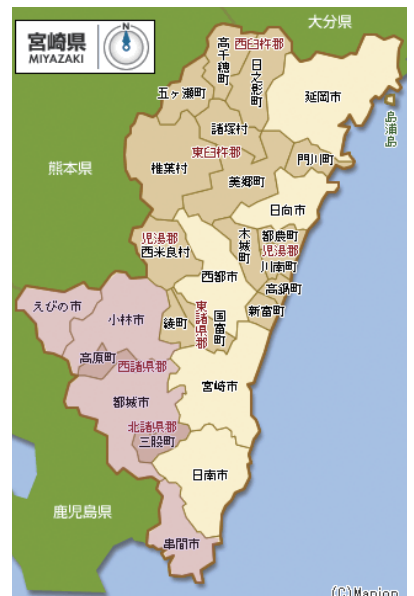 宮崎県
MIYAZAKI
大分県
高千穂町
西臼杵郡
日之影町
五ヶ瀬町
延岡市
島浦島
諸塚村
東臼杵郡
門川町
熊本県
椎葉村
美郷町
日向市
児湯郡
西米良村
木城町
都農町
児湯郡
川南町
西都市
高鍋町
えびの市
小林市
綾町
東諸県郡
国富町
新富町
高原町
西諸県郡
宮崎市
都城市
北諸県郡
三股町
日南市
鹿児島県
串間市
(C)Mapion